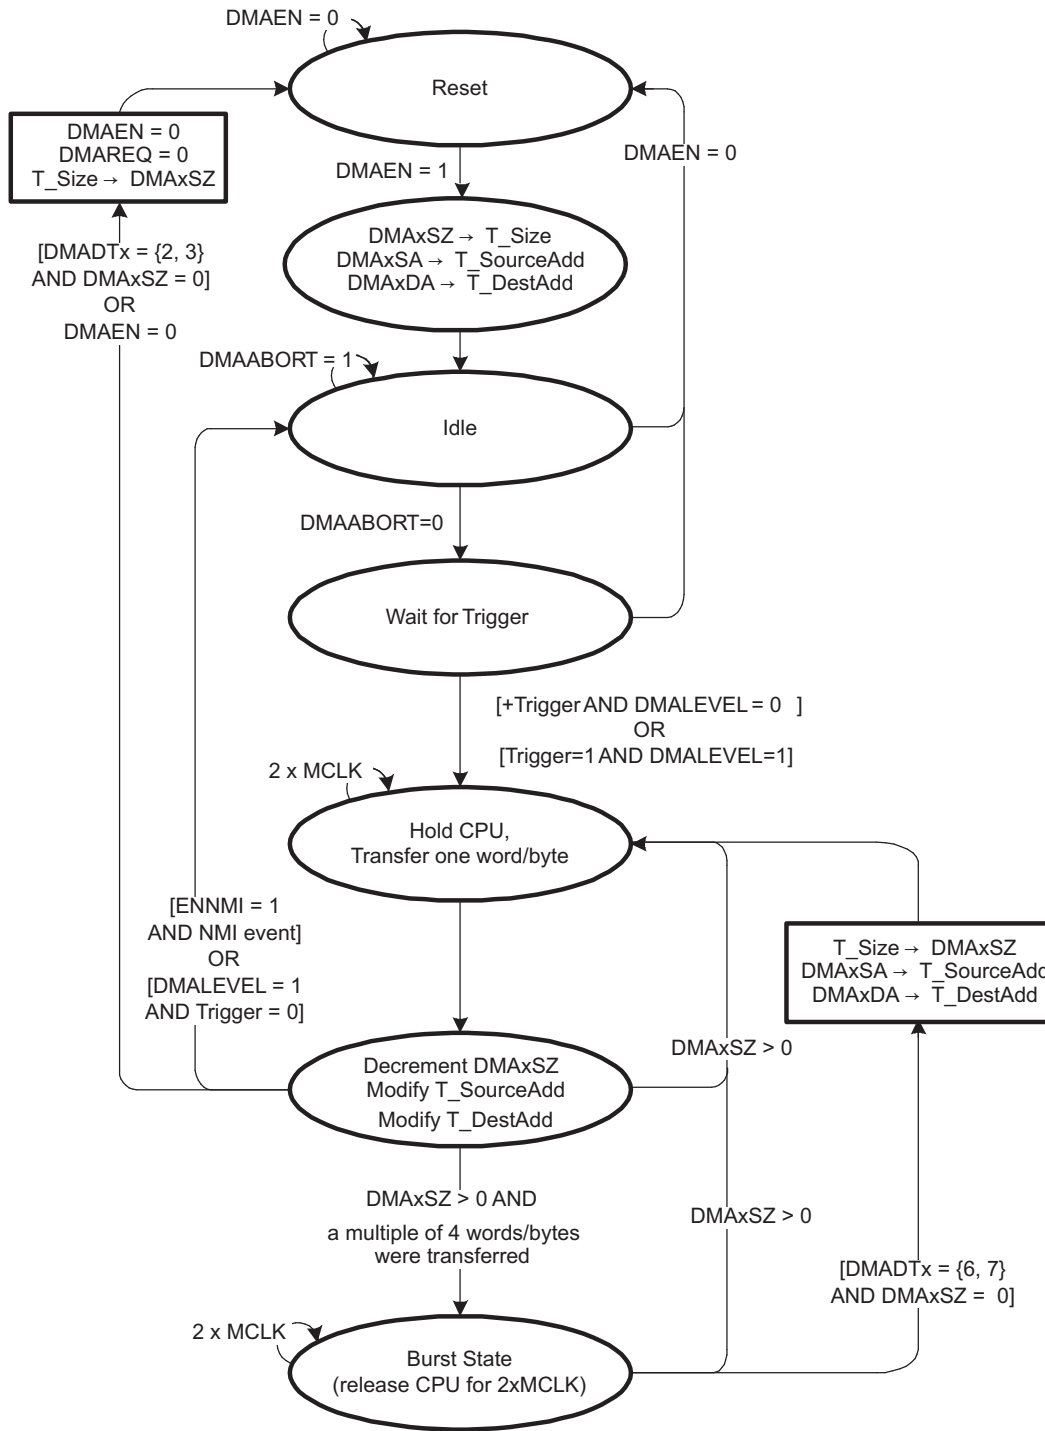 DMAEN = 0
Reset
DMAEN = 0
DMAREQ = 0
T_Size → DMAxSZ
DMAEN = 0
DMAEN = 1
[DMADTx = {2, 3}
AND DMAxSZ = 0]
OR
DMAEN = 0
DMAxSZ → T_Size
DMAxSA → T_SourceAdd
DMAxDA → T_DestAdd
DMAABORT = 1
Idle
DMAABORT=0
Wait for Trigger
[+Trigger AND DMALEVEL = 0 ]
OR
[Trigger=1 AND DMALEVEL=1]
2 x MCLK
Hold CPU,
Transfer one word/byte
[ENNMI = 1
AND NMI event]
OR
[DMALEVEL = 1
AND Trigger = 0]
T_Size → DMAxSZ
DMAxSA → T_SourceAdd
DMAxDA → T_DestAdd
DMAxSZ > 0
Decrement DMAxSZ
Modify T_SourceAdd
Modify T_DestAdd
DMAxSZ > 0 AND
a multiple of 4 words/bytes
were transferred
DMAxSZ > 0
[DMADTx = {6, 7}
AND DMAxSZ = 0]
2 x MCLK
Burst State
(release CPU for 2xMCLK)